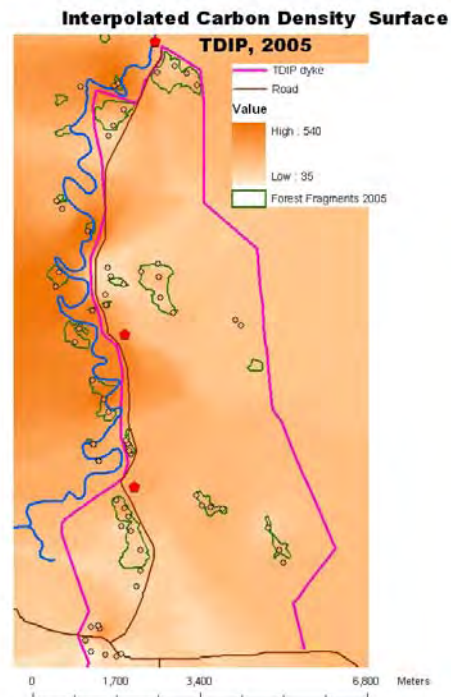 Interpolated Carbon Density Surface
TDIP, 2005
TDIP dyke
Road
Value
High : 540
Low : 35
Forest Fragments 2005
0 1,700 3,400 6,800 Meters